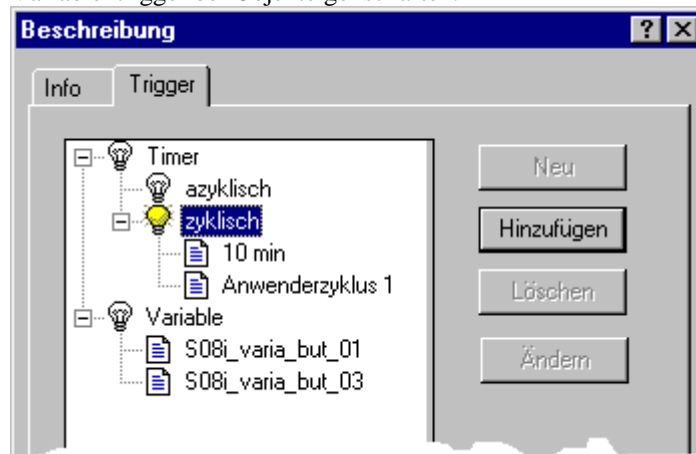 Beschreibung
Info Trigger
Timer
azyklisch
zyklisch
10 min
Anwenderzyklus 1
Variable
S08i_varia_but_01
S08i_varia_but_03
Neu
Hinzufügen
Löschen
Ändern